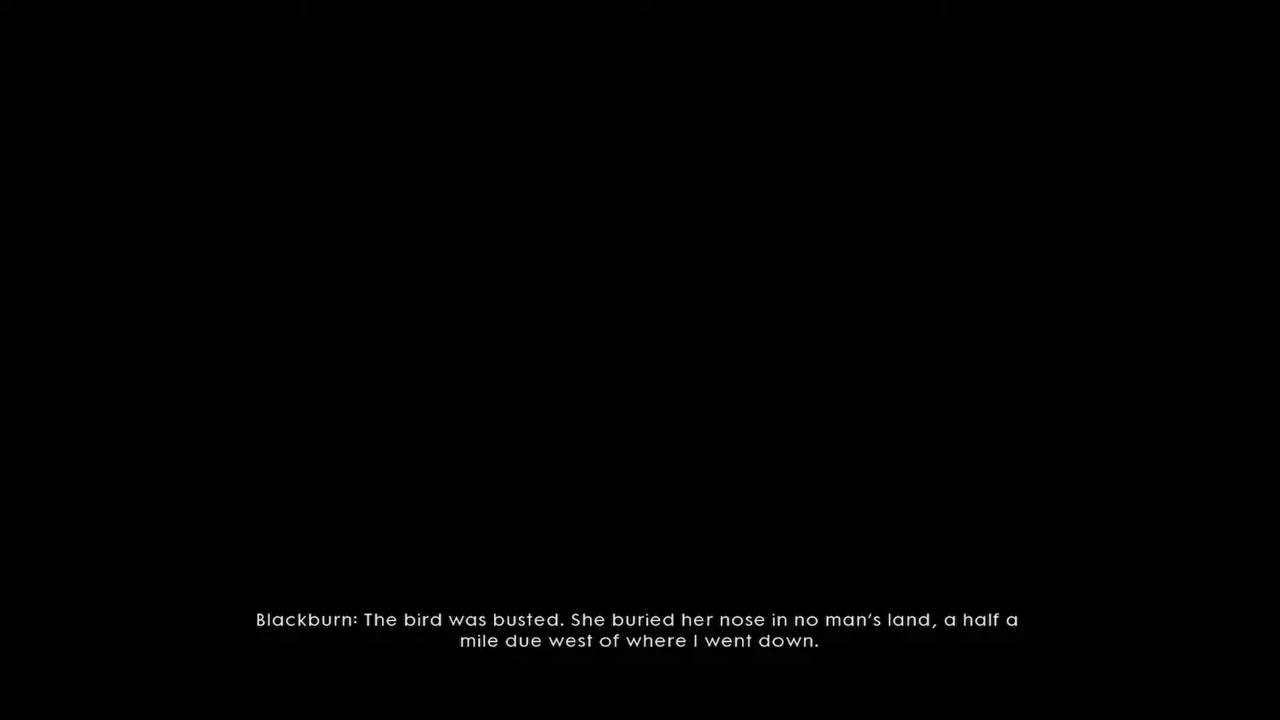 Blackburn: The bird was busted. She buried her nose in no man's land, a half a
mile due west of where I went down.